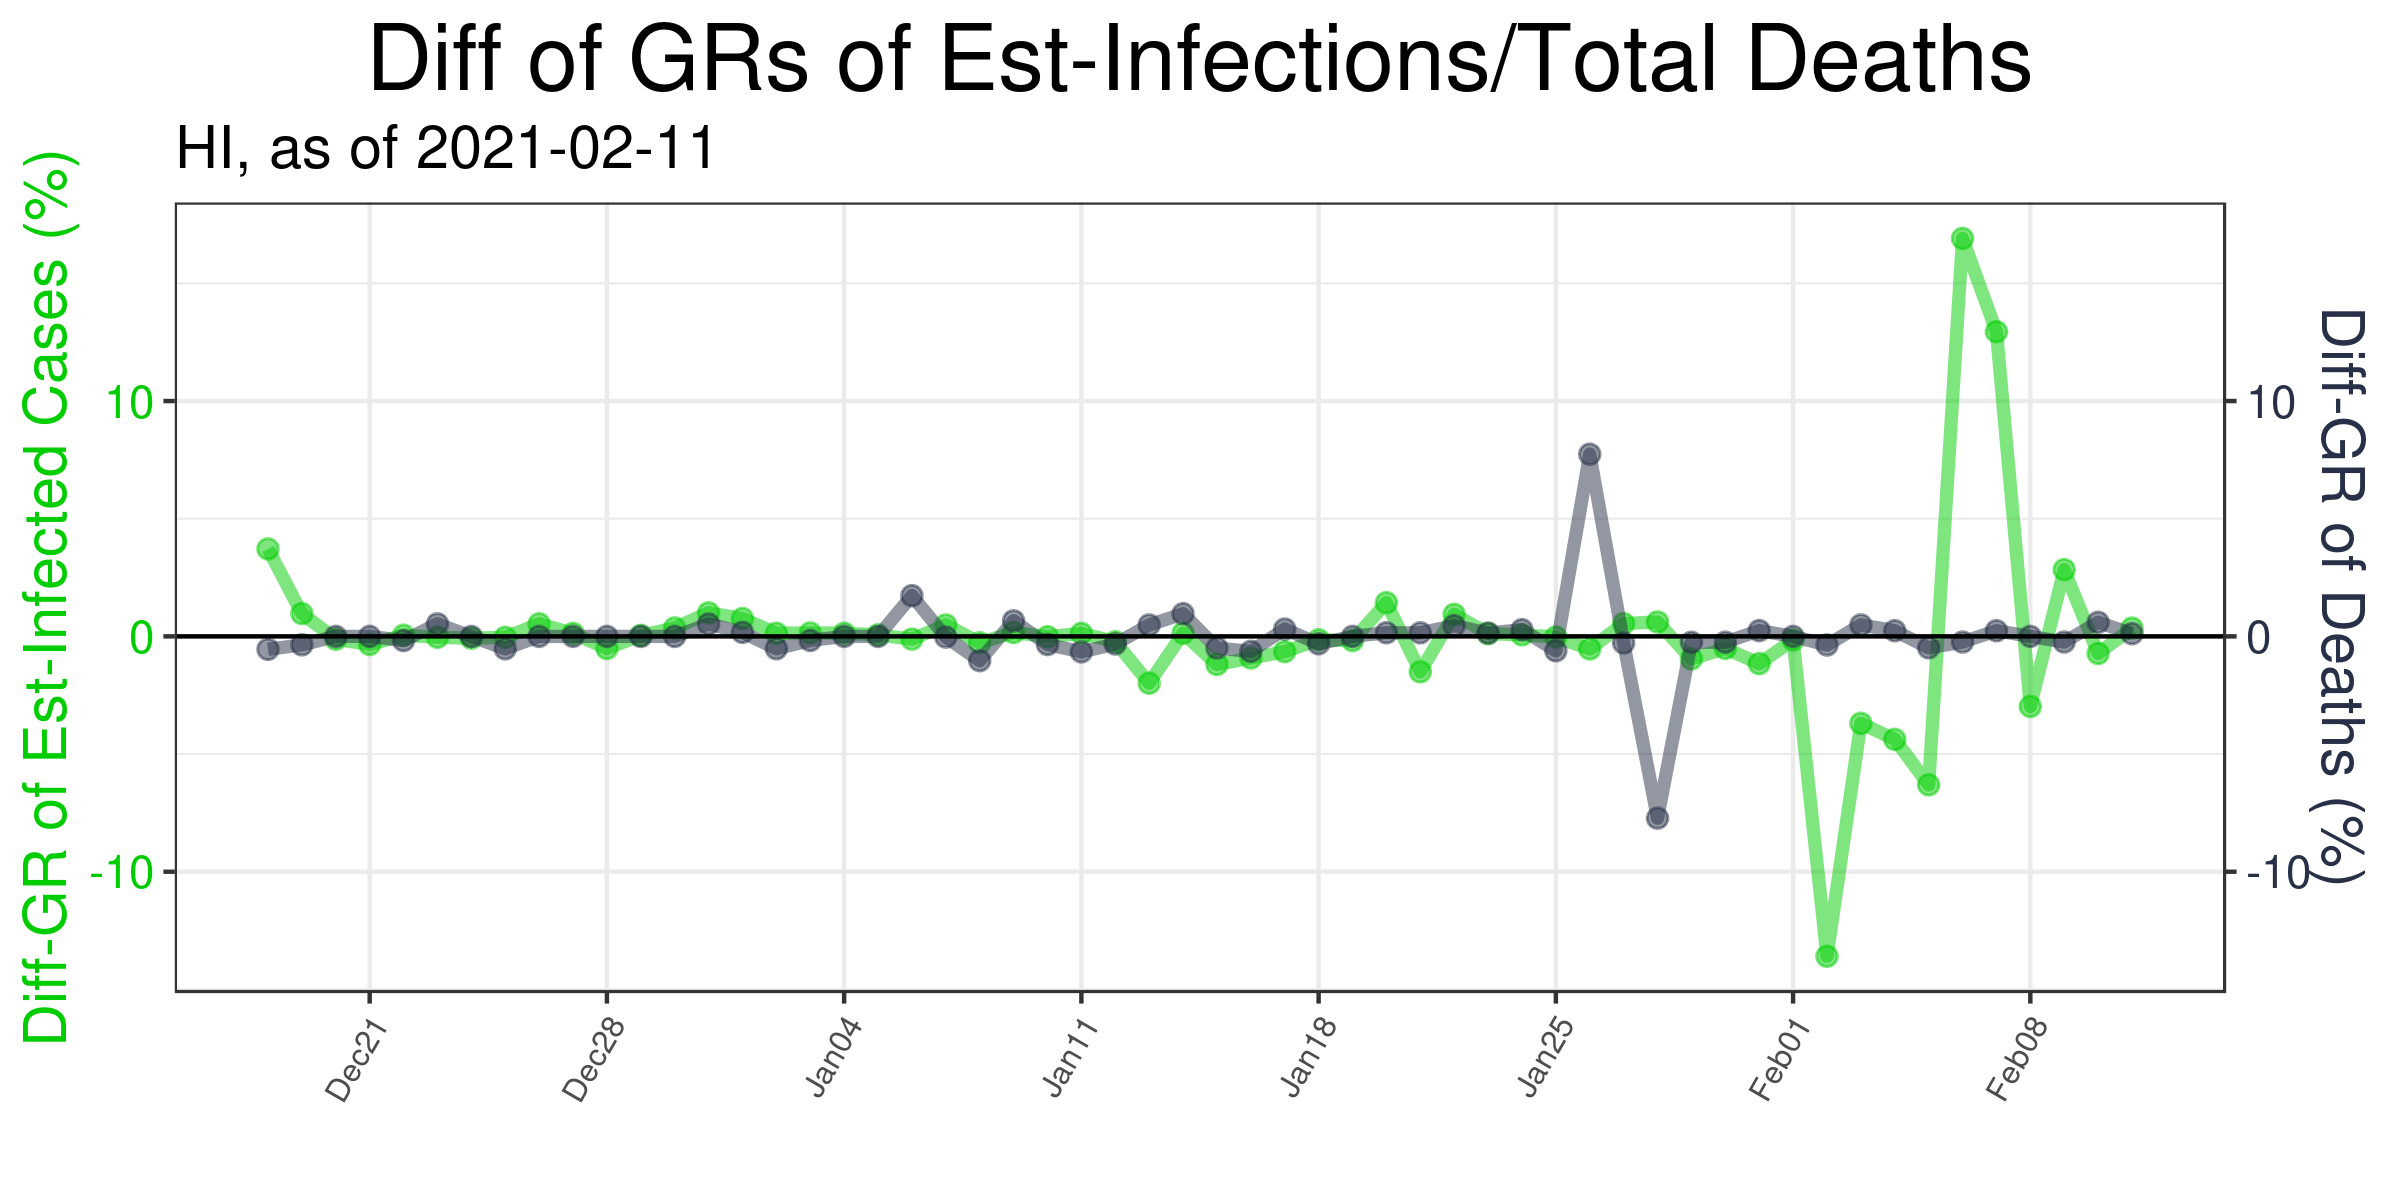 Diff of GRs of Est-Infections/Total Deaths
HI, as of 2021-02-11
Diff-GR of Est-Infected Cases (%)
10
0
-10
10
0
-10
Diff-GR of Deaths (%)
Dec21
Dec28
Jan04
Jan11
Jan18
Jan25
Feb01
Feb08